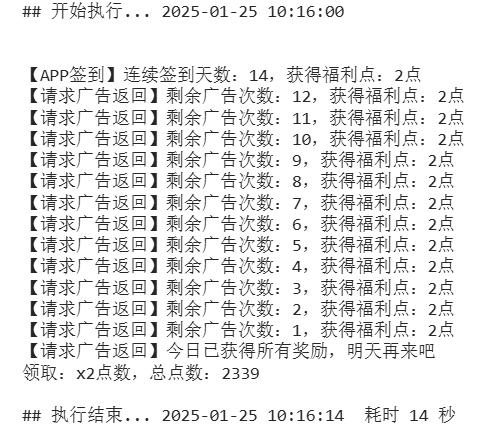 ## 开始执行... 2025-01-25 10:16:00
【APP签到】连续签到天数: 14, 获得福利点: 2点
【请求广告返回】剩余广告次数: 12, 获得福利点: 2点
【请求广告返回】剩余广告次数: 11, 获得福利点: 2点
【请求广告返回】剩余广告次数: 10, 获得福利点: 2点
【请求广告返回】剩余广告次数: 9, 获得福利点: 2点
【请求广告返回】剩余广告次数: 8, 获得福利点: 2点
【请求广告返回】剩余广告次数: 7, 获得福利点: 2点
【请求广告返回】剩余广告次数: 6, 获得福利点: 2点
【请求广告返回】剩余广告次数: 5, 获得福利点: 2点
【请求广告返回】剩余广告次数: 4, 获得福利点: 2点
【请求广告返回】剩余广告次数: 3, 获得福利点: 2点
【请求广告返回】剩余广告次数: 2, 获得福利点: 2点
【请求广告返回】剩余广告次数: 1, 获得福利点: 2点
【请求广告返回】今日已获得所有奖励, 明天再来吧
领取: x2点数, 总点数: 2339
## 执行结束... 2025-01-25 10:16:14  耗时 14 秒